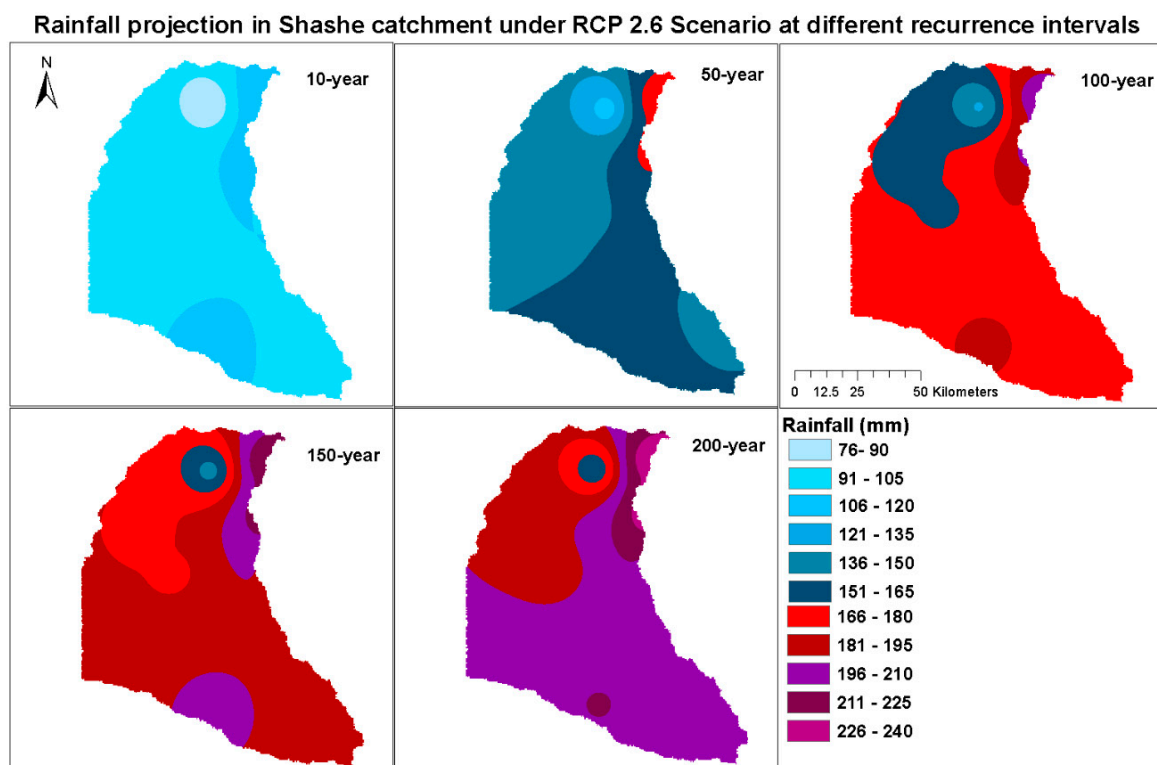 Rainfall projection in Shashe catchment under RCP 2.6 Scenario at different recurrence intervals
N
10-year
50-year
100-year
0 12.5 25 50 Kilometers
150-year
200-year
Rainfall (mm)
76- 90
91 - 105
106 - 120
121 - 135
136 - 150
151 - 165
166 - 180
181 - 195
196 - 210
211 - 225
226 - 240